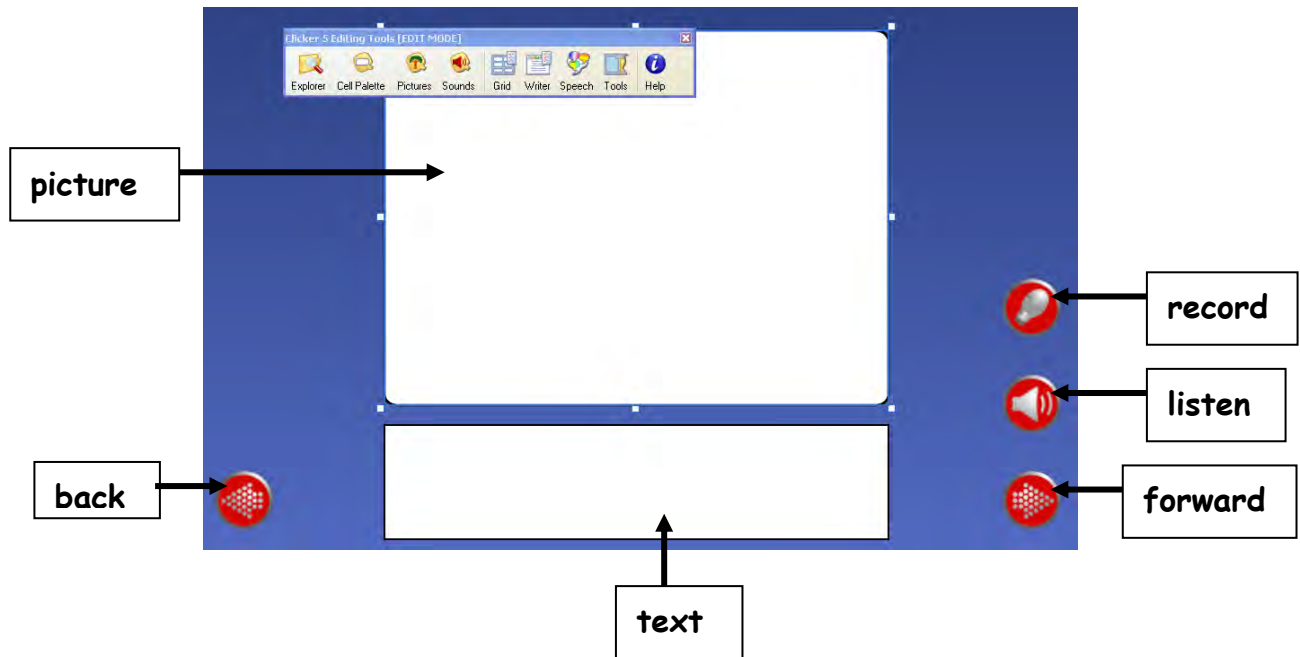 Clicker 5 Editing Tools [EDIT MODE]
Explorer Cell Palette Pictures Sounds Grid Writer Speech Tools Help
picture
record
listen
back
forward
text